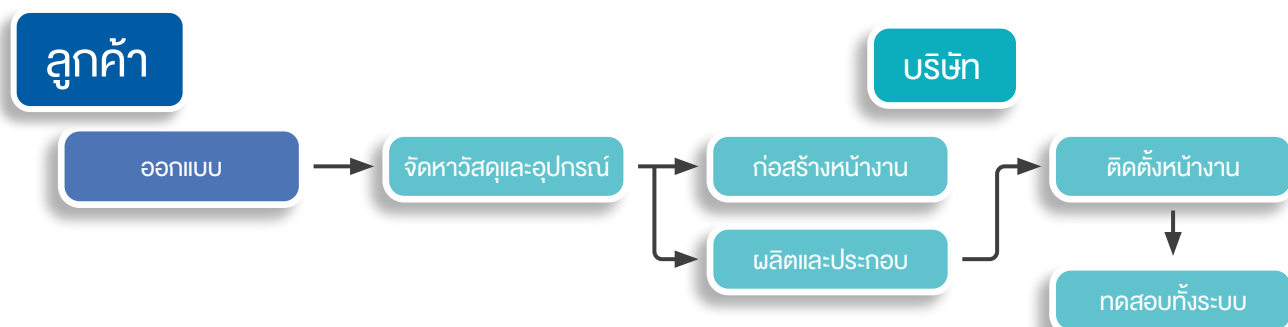 ลูกค้า
บริษัท
ออกแบบ
จัดหาวัสดุและอุปกรณ์
ก่อสร้างหน้างาน
ติดตั้งหน้างาน
ผลิตและประกอบ
ทดสอบทั้งระบบ